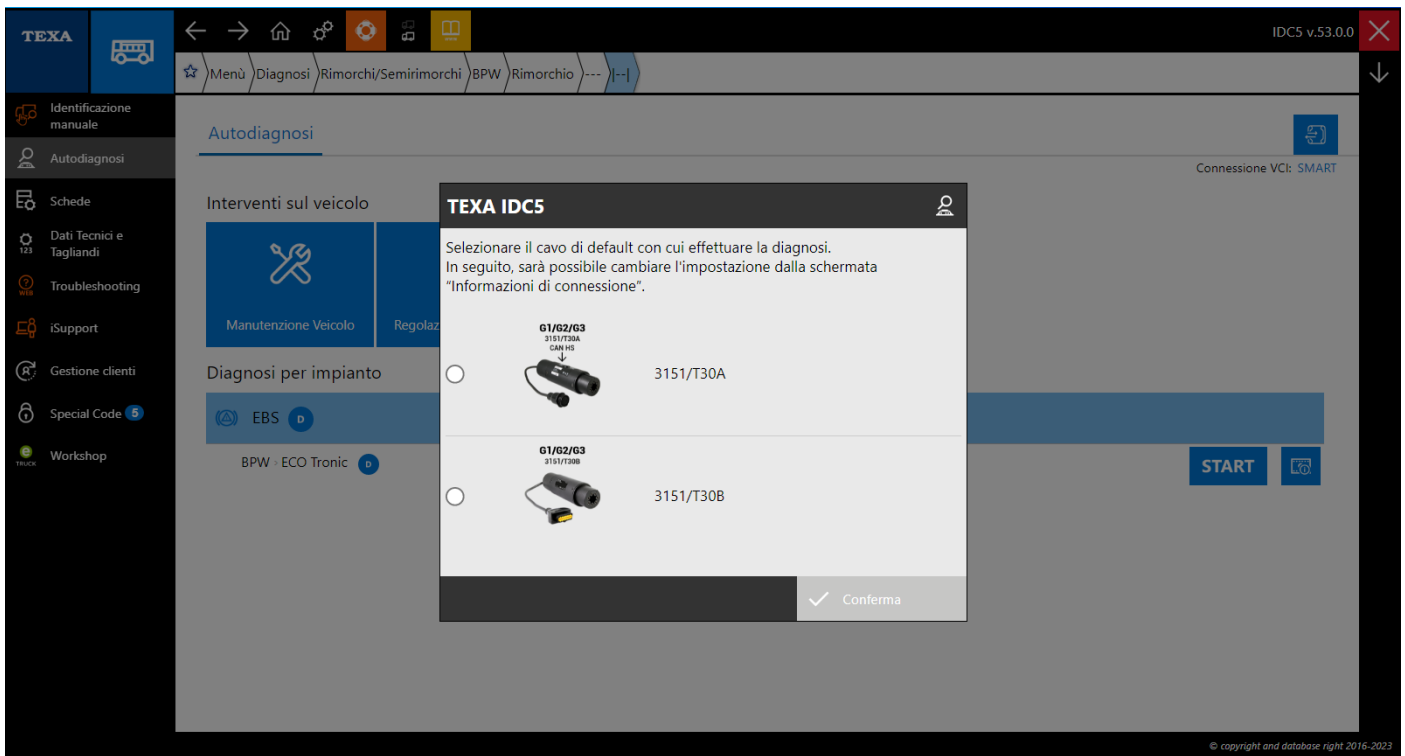 TEXA
IDC5 v.53.0.0
Menù
Diagnosi
Rimorchi/Semirimorchi
BPW
Rimorchio
---
|--|
Identificazione
manuale
Autodiagnosi
Schede
123
Dati Tecnici e
Tagliandi
WEB
Troubleshooting
iSupport
Gestione clienti
Special Code 5
TRUCK
Workshop
Autodiagnosi
Connessione VCI: SMART
Interventi sul veicolo
Manutenzione Veicolo
Regolaz
Diagnosi per impianto
EBS D
BPW › ECO Tronic D
START
TEXA IDC5
Selezionare il cavo di default con cui effettuare la diagnosi.
In seguito, sarà possibile cambiare l'impostazione dalla schermata
"Informazioni di connessione".
G1/G2/G3
3151/T30A
CAN HS
3151/T30A
G1/G2/G3
3151/T30B
3151/T30B
Conferma
© copyright and database right 2016-2023